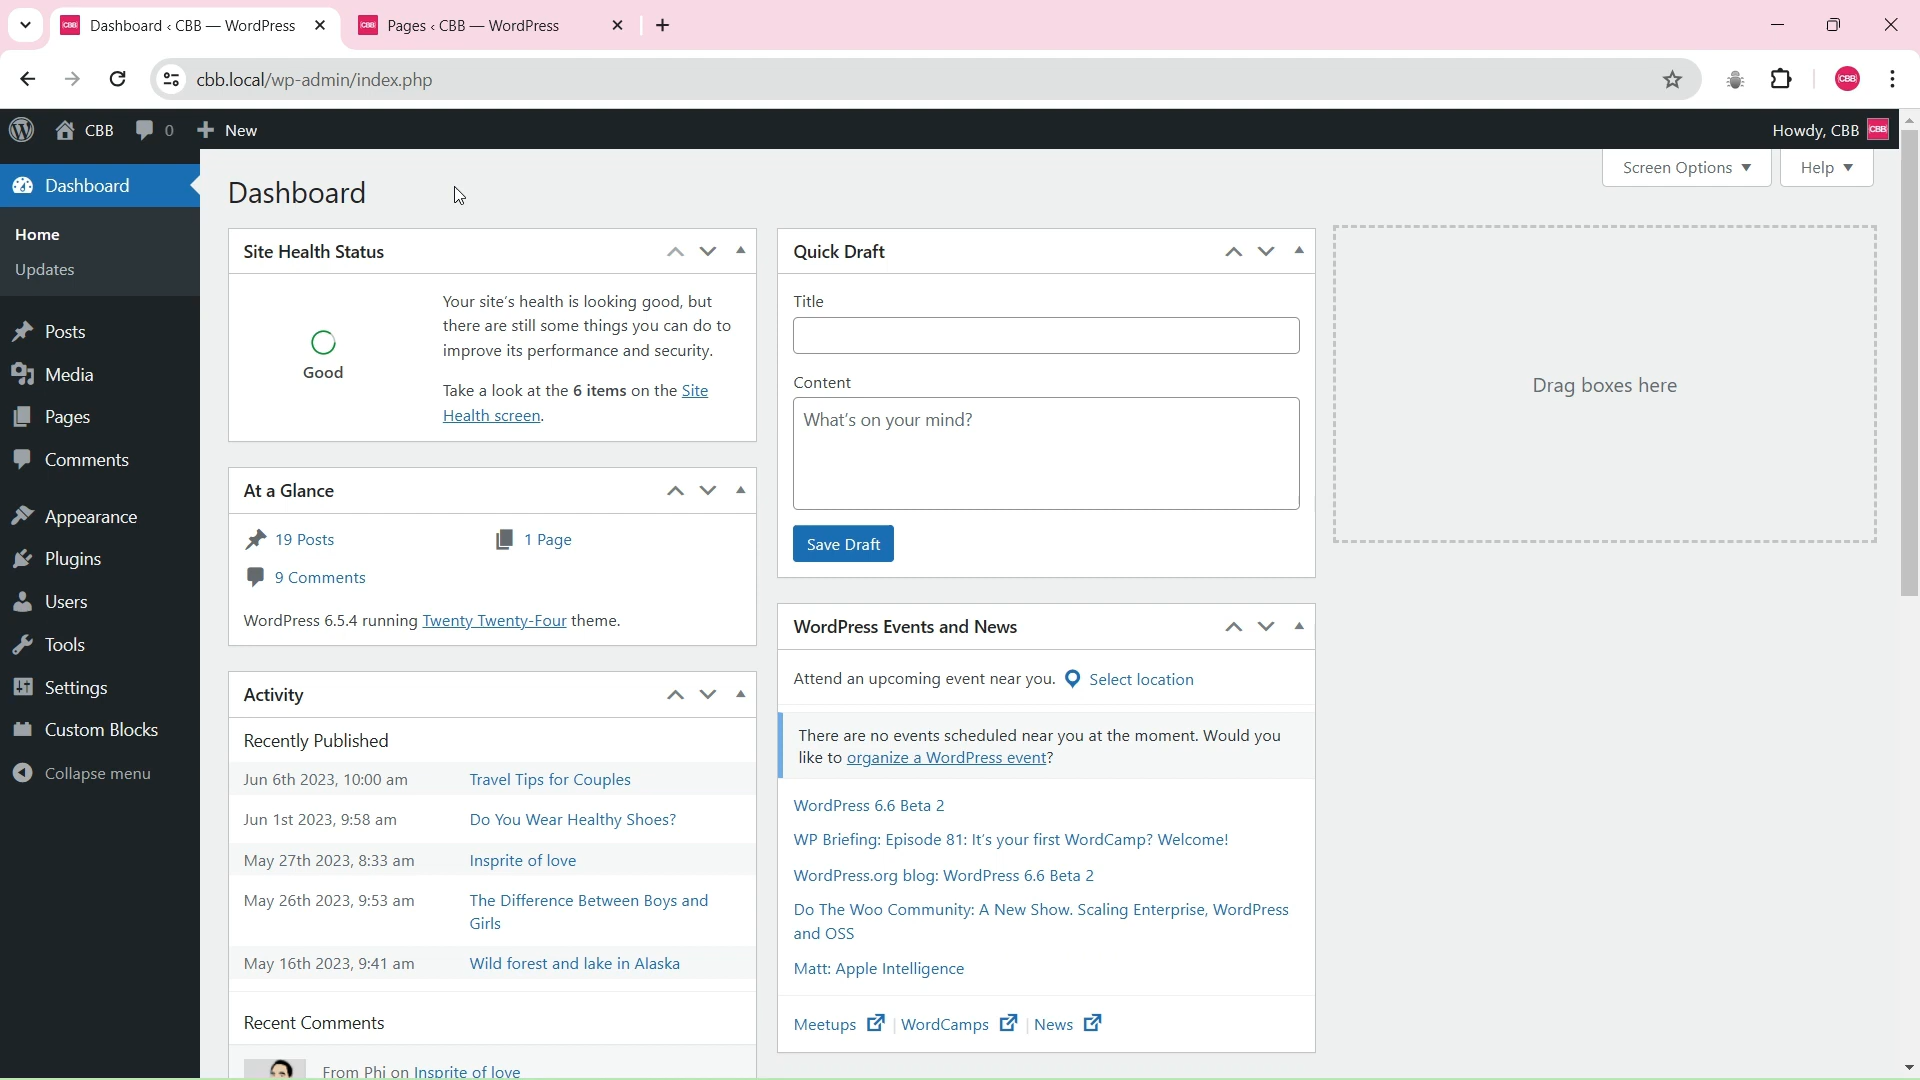 Dashboard ‹ CBB — WordPress
Pages ‹ CBB — WordPress
cbb.local/wp-admin/index.php
CBB
CBB
0
New
Howdy, CBB
CBB
Screen Options
Help
Dashboard
Home
Updates
Posts
Media
Pages
Comments
Appearance
Plugins
Users
Tools
Settings
Custom Blocks
Collapse menu
Dashboard
Site Health Status
Good
Your site's health is looking good, but
there are still some things you can do to
improve its performance and security.
Take a look at the 6 items on the Site
Health screen.
At a Glance
19 Posts
1 Page
9 Comments
WordPress 6.5.4 running Twenty Twenty-Four theme.
Activity
Recently Published
Jun 6th 2023, 10:00 am
Travel Tips for Couples
Jun 1st 2023, 9:58 am
Do You Wear Healthy Shoes?
May 27th 2023, 8:33 am
Insprite of love
May 26th 2023, 9:53 am
The Difference Between Boys and
Girls
May 16th 2023, 9:41 am
Wild forest and lake in Alaska
Recent Comments
From Phi on Insprite of love
Quick Draft
Title
Content
What's on your mind?
Save Draft
WordPress Events and News
Attend an upcoming event near you.
Select location
There are no events scheduled near you at the moment. Would you
like to organize a WordPress event?
WordPress 6.6 Beta 2
WP Briefing: Episode 81: It's your first WordCamp? Welcome!
WordPress.org blog: WordPress 6.6 Beta 2
Do The Woo Community: A New Show. Scaling Enterprise, WordPress
and OSS
Matt: Apple Intelligence
Meetups
WordCamps
News
Drag boxes here